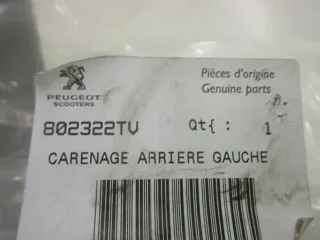 Pièces d'origine
Genuine parts
PEUGEOT
SCOOTERS
802322TV Qt{ : 1
CARENAGE ARRIERE GAUCHE